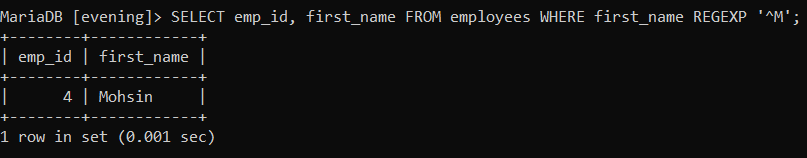 MariaDB [evening]> SELECT emp_id, first_name FROM employees WHERE first_name REGEXP '^M';
+--------+------------+
| emp_id | first_name |
+--------+------------+
|      4 | Mohsin     |
+--------+------------+
1 row in set (0.001 sec)